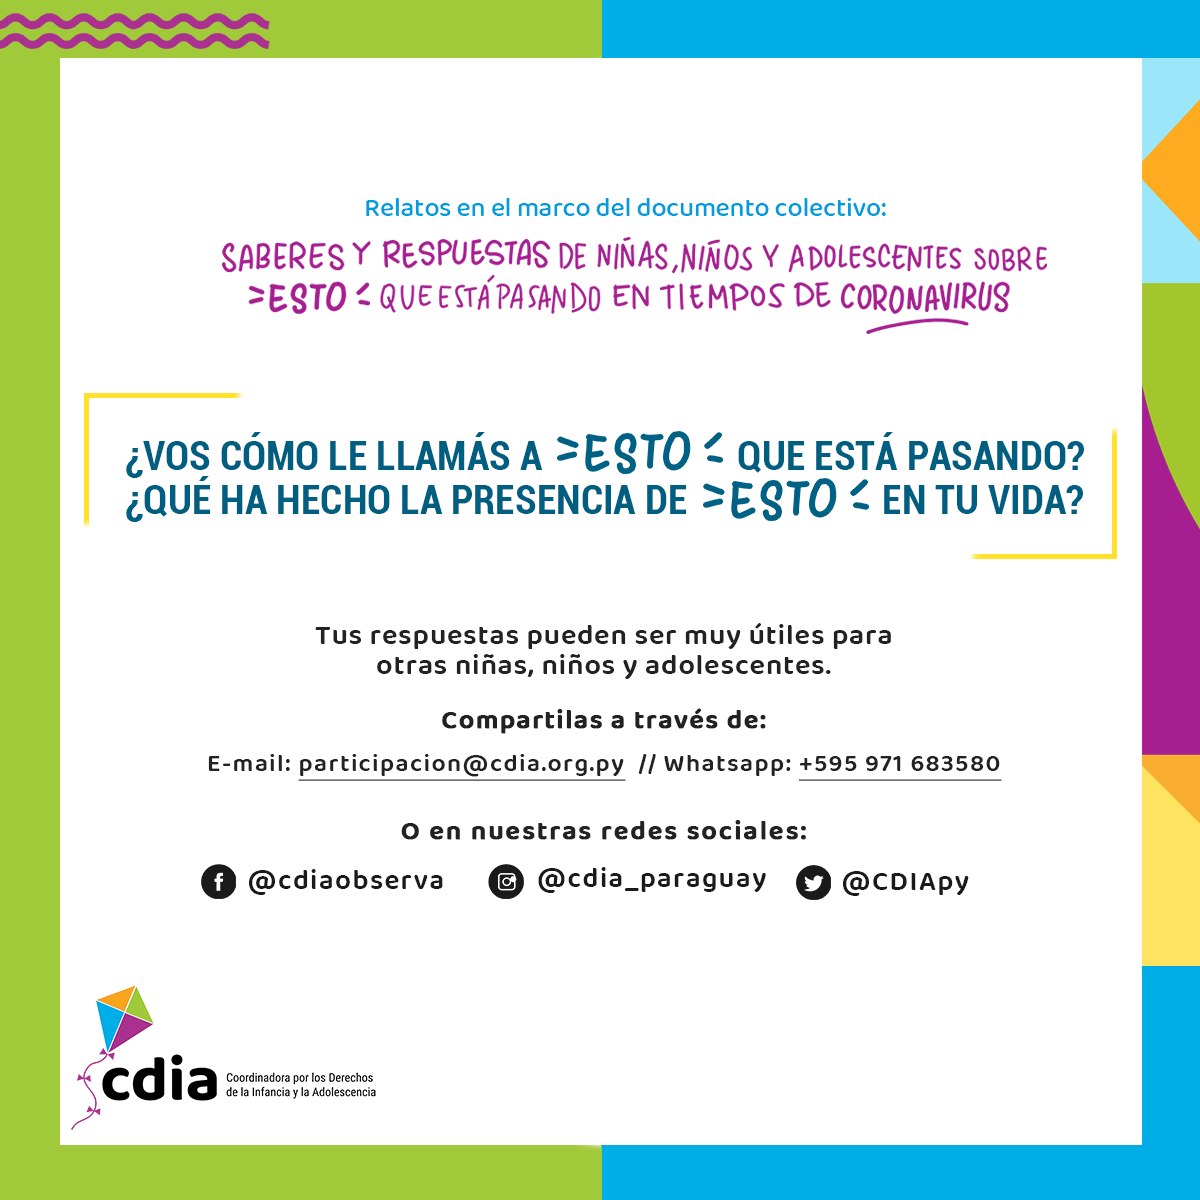 Relatos en el marco del documento colectivo:
SABERES Y RESPUESTAS DE NIÑAS, NIÑOS Y ADOLESCENTES SOBRE
ESTO QUE ESTÁ PASANDO EN TIEMPOS DE CORONAVIRUS
¿VOS CÓMO LE LLAMÁS A ESTO QUE ESTÁ PASANDO?
¿QUÉ HA HECHO LA PRESENCIA DE ESTO EN TU VIDA?
Tus respuestas pueden ser muy útiles para
otras niñas, niños y adolescentes.
Compartilas a través de:
E-mail: participacion@cdia.org.py // Whatsapp: +595 971 683580
O en nuestras redes sociales:
@cdiaobserva @cdia_paraguay @CDIApy
cdia
Coordinadora por los Derechos
de la Infancia y la Adolescencia